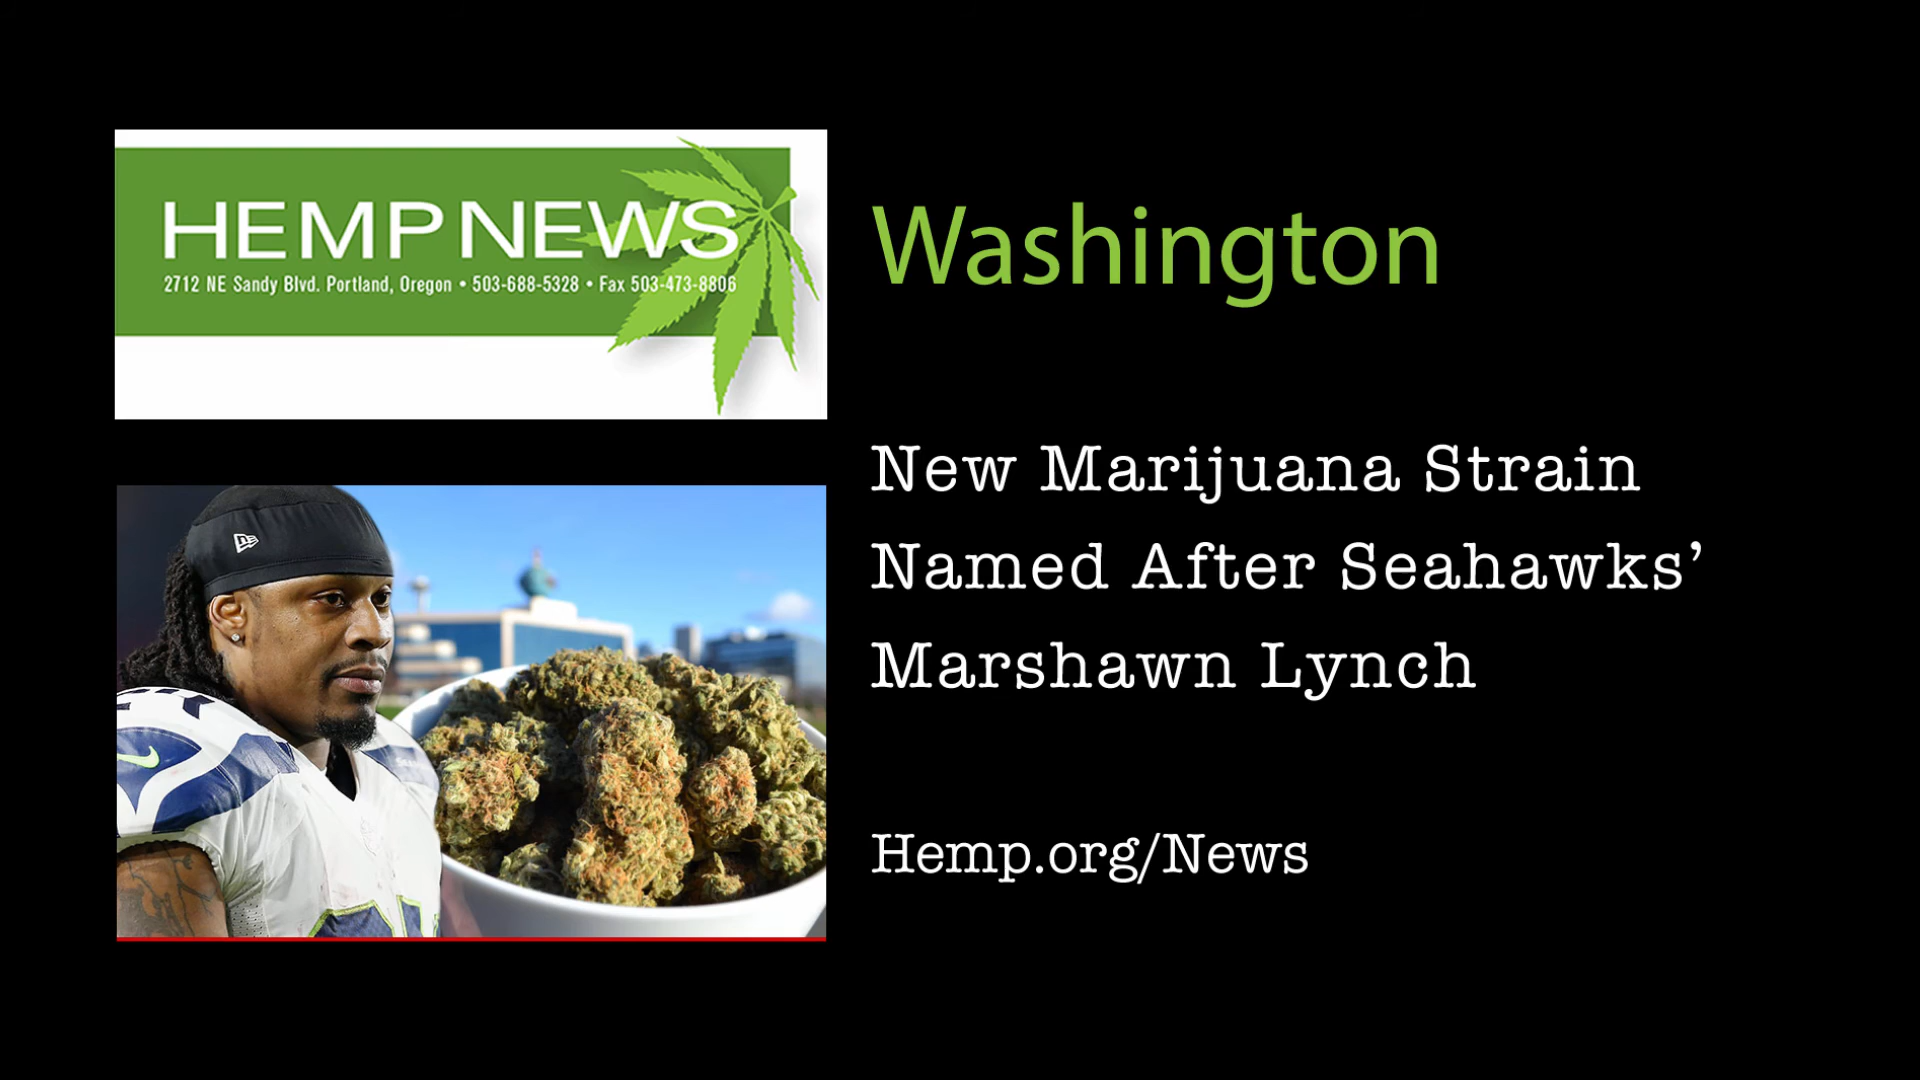 HEMP NEWS
2712 NE Sandy Blvd. Portland, Oregon • 503-688-5328 • Fax 503-473-8806
Washington
New Marijuana Strain
Named After Seahawks’
Marshawn Lynch
Hemp.org/News